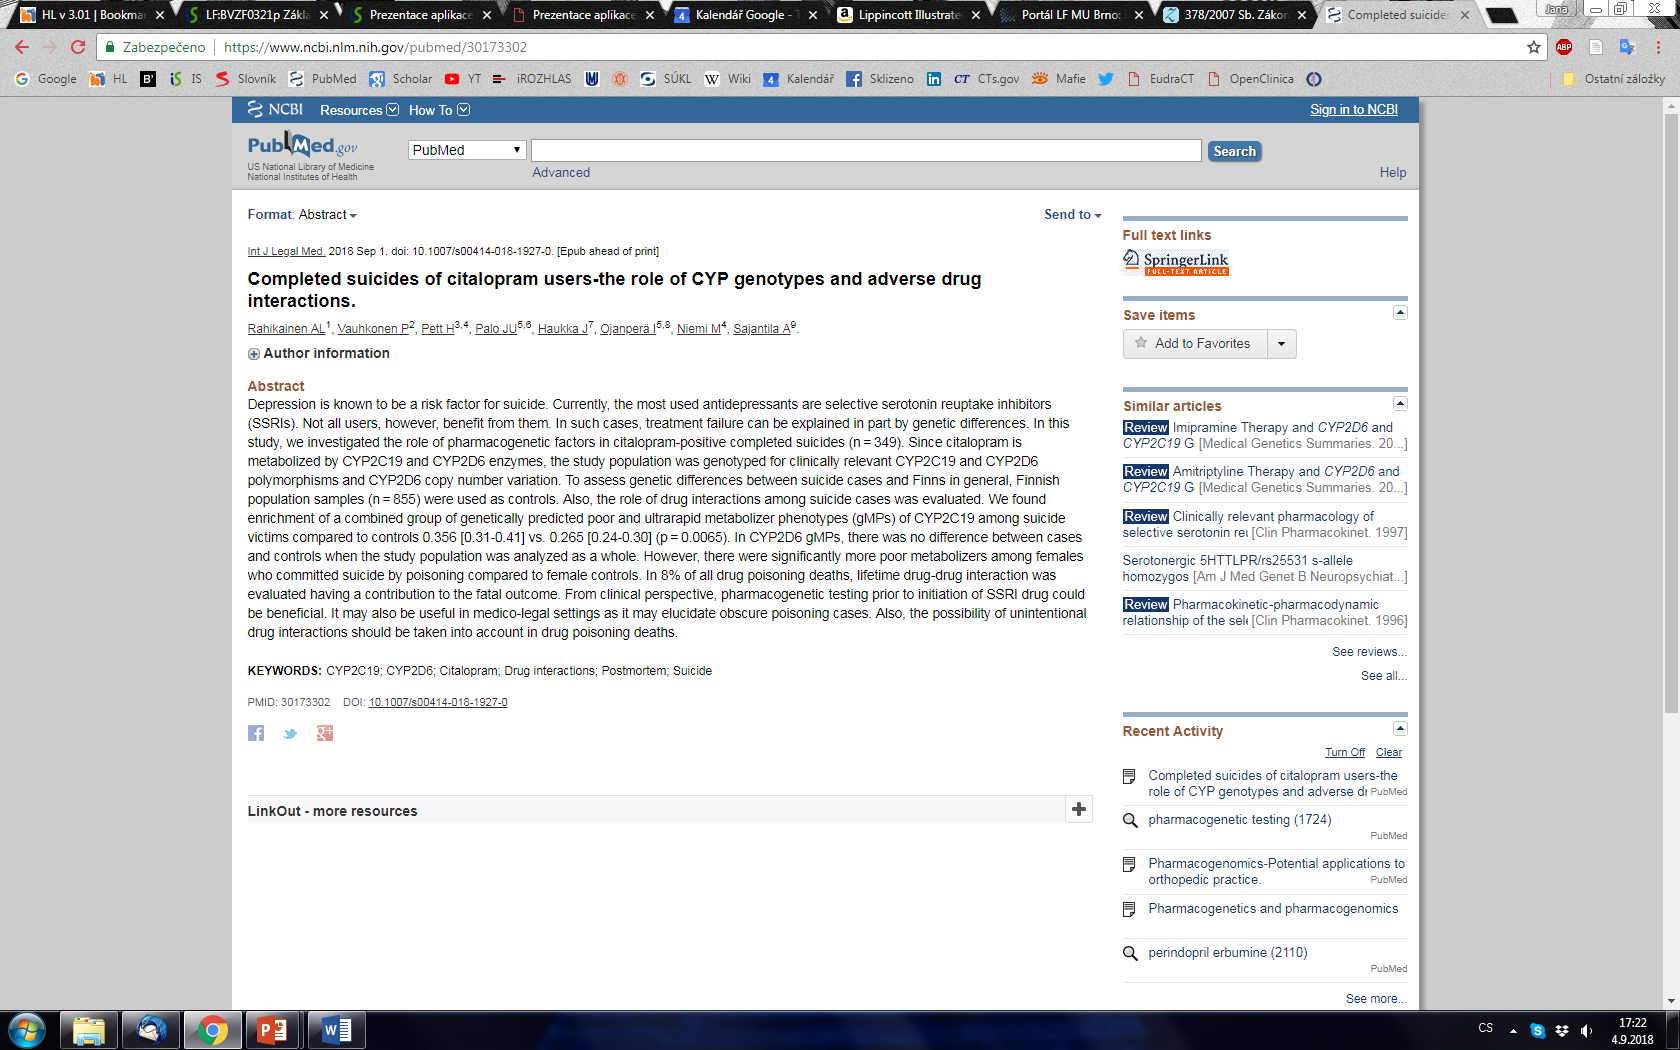 HL v 3.01 | Bookmar
LF:BVZF0321p Zákla
Prezentace aplikace
Prezentace aplikace
Kalendář Google - T
Lippincott Illustrate
Portál LF MU Brno:
378/2007 Sb. Zákon
Completed suicides
Jana
Zabezpečeno
https://www.ncbi.nlm.nih.gov/pubmed/30173302
ABP
Google HL IS Slovník PubMed Scholar YT iROZHLAS SÚKL Wiki Kalendář Sklizeno CTs.gov Mafie EudraCT OpenClinica Ostatní záložky
NCBI Resources How To Sign in to NCBI
PubMed.gov
US National Library of Medicine
National Institutes of Health
PubMed
Search
Advanced
Help
Format: Abstract
Send to
Int J Legal Med. 2018 Sep 1. doi: 10.1007/s00414-018-1927-0. [Epub ahead of print]
Completed suicides of citalopram users-the role of CYP genotypes and adverse drug
interactions.
Rahikainen AL1, Vauhkonen P2, Pett H3,4, Palo JU5,6, Haukka J7, Ojanperä I5,8, Niemi M4, Sajantila A9.
Author information
Abstract
Depression is known to be a risk factor for suicide. Currently, the most used antidepressants are selective serotonin reuptake inhibitors
(SSRIs). Not all users, however, benefit from them. In such cases, treatment failure can be explained in part by genetic differences. In this
study, we investigated the role of pharmacogenetic factors in citalopram-positive completed suicides (n = 349). Since citalopram is
metabolized by CYP2C19 and CYP2D6 enzymes, the study population was genotyped for clinically relevant CYP2C19 and CYP2D6
polymorphisms and CYP2D6 copy number variation. To assess genetic differences between suicide cases and Finns in general, Finnish
population samples (n = 855) were used as controls. Also, the role of drug interactions among suicide cases was evaluated. We found
enrichment of a combined group of genetically predicted poor and ultrarapid metabolizer phenotypes (gMPs) of CYP2C19 among suicide
victims compared to controls 0.356 [0.31-0.41] vs. 0.265 [0.24-0.30] (p = 0.0065). In CYP2D6 gMPs, there was no difference between cases
and controls when the study population was analyzed as a whole. However, there were significantly more poor metabolizers among females
who committed suicide by poisoning compared to female controls. In 8% of all drug poisoning deaths, lifetime drug-drug interaction was
evaluated having a contribution to the fatal outcome. From clinical perspective, pharmacogenetic testing prior to initiation of SSRI drug could
be beneficial. It may also be useful in medico-legal settings as it may elucidate obscure poisoning cases. Also, the possibility of unintentional
drug interactions should be taken into account in drug poisoning deaths.
KEYWORDS: CYP2C19; CYP2D6; Citalopram; Drug interactions; Postmortem; Suicide
PMID: 30173302 DOI: 10.1007/s00414-018-1927-0
LinkOut - more resources
Full text links
SpringerLink
FULL-TEXT ARTICLE
Save items
Add to Favorites
Similar articles
Review Imipramine Therapy and CYP2D6 and
CYP2C19 G [Medical Genetics Summaries. 20...]
Review Amitriptyline Therapy and CYP2D6 and
CYP2C19 G [Medical Genetics Summaries. 20...]
Review Clinically relevant pharmacology of
selective serotonin reu [Clin Pharmacokinet. 1997]
Serotonergic 5HTTLPR/rs25531 s-allele
homozygos [Am J Med Genet B Neuropsychiat...]
Review Pharmacokinetic-pharmacodynamic
relationship of the sele [Clin Pharmacokinet. 1996]
See reviews...
See all...
Recent Activity
Turn Off Clear
Completed suicides of citalopram users-the
role of CYP genotypes and adverse dr PubMed
pharmacogenetic testing (1724)
PubMed
Pharmacogenomics-Potential applications to
orthopedic practice. PubMed
Pharmacogenetics and pharmacogenomics
perindopril erbumine (2110)
PubMed
See more...
CS
17:22
4.9.2018